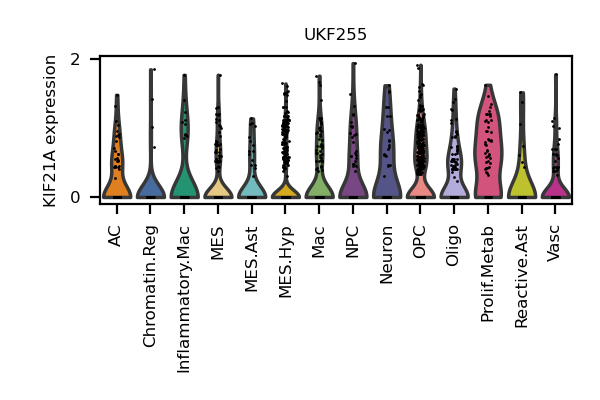 UKF255
KIF21A expression
2
0
AC
Chromatin.Reg
Inflammatory.Mac
MES
MES.Ast
MES.Hyp
Mac
NPC
Neuron
OPC
Oligo
Prolif.Metab
Reactive.Ast
Vasc